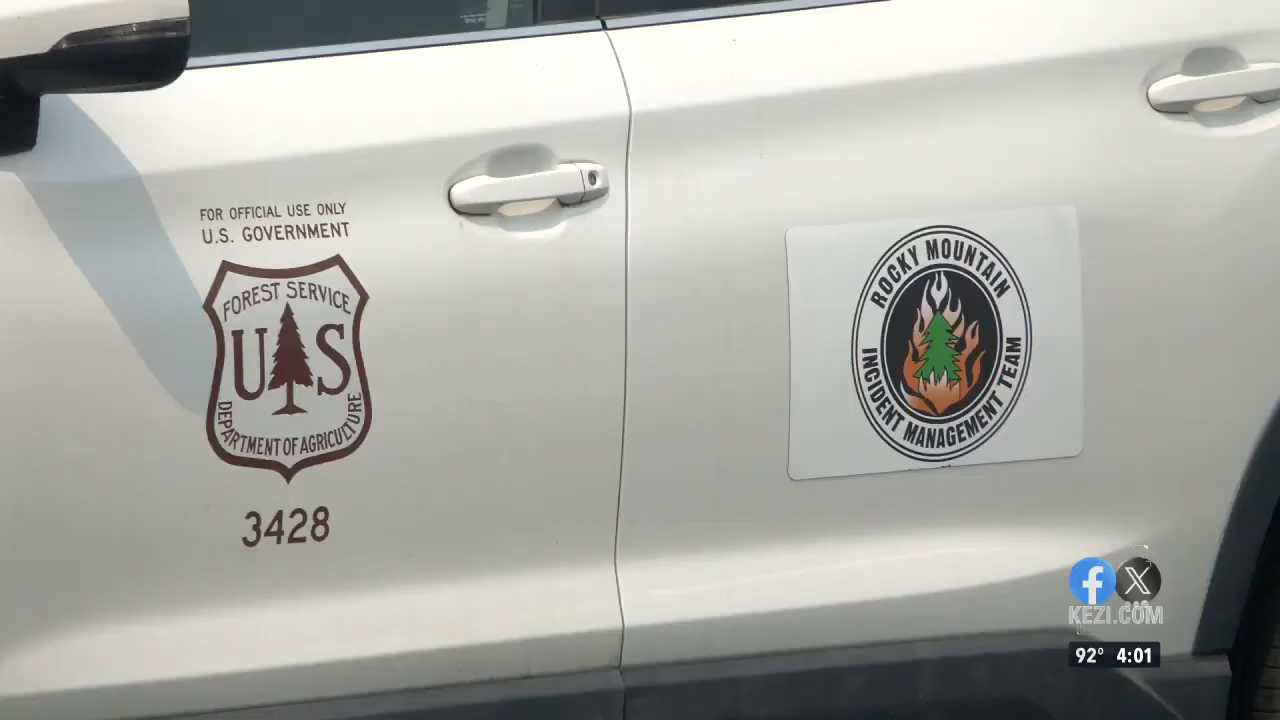 FOR OFFICIAL USE ONLY
U.S. GOVERNMENT
FOREST SERVICE
U S
DEPARTMENT OF AGRICULTURE
3428
ROCKY MOUNTAIN
INCIDENT MANAGEMENT TEAM
KEZI.COM
92° 4:01